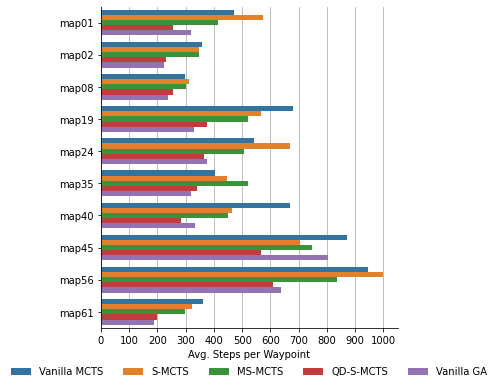 map01
map02
map08
map19
map24
map35
map40
map45
map56
map61
0 100 200 300 400 500 600 700 800 900 1000
Avg. Steps per Waypoint
Vanilla MCTS S-MCTS MS-MCTS QD-S-MCTS Vanilla GA